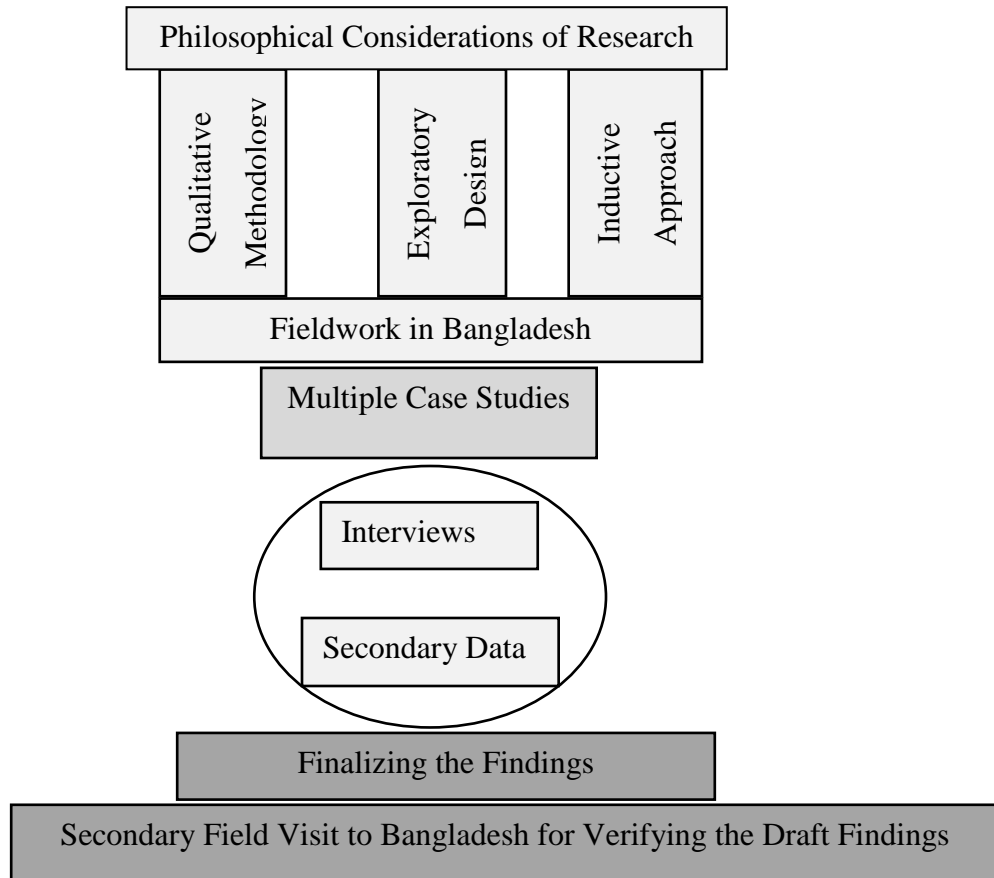 Philosophical Considerations of Research
Qualitative
Methodology
Exploratory
Design
Inductive
Approach
Fieldwork in Bangladesh
Multiple Case Studies
Interviews
Secondary Data
Finalizing the Findings
Secondary Field Visit to Bangladesh for Verifying the Draft Findings